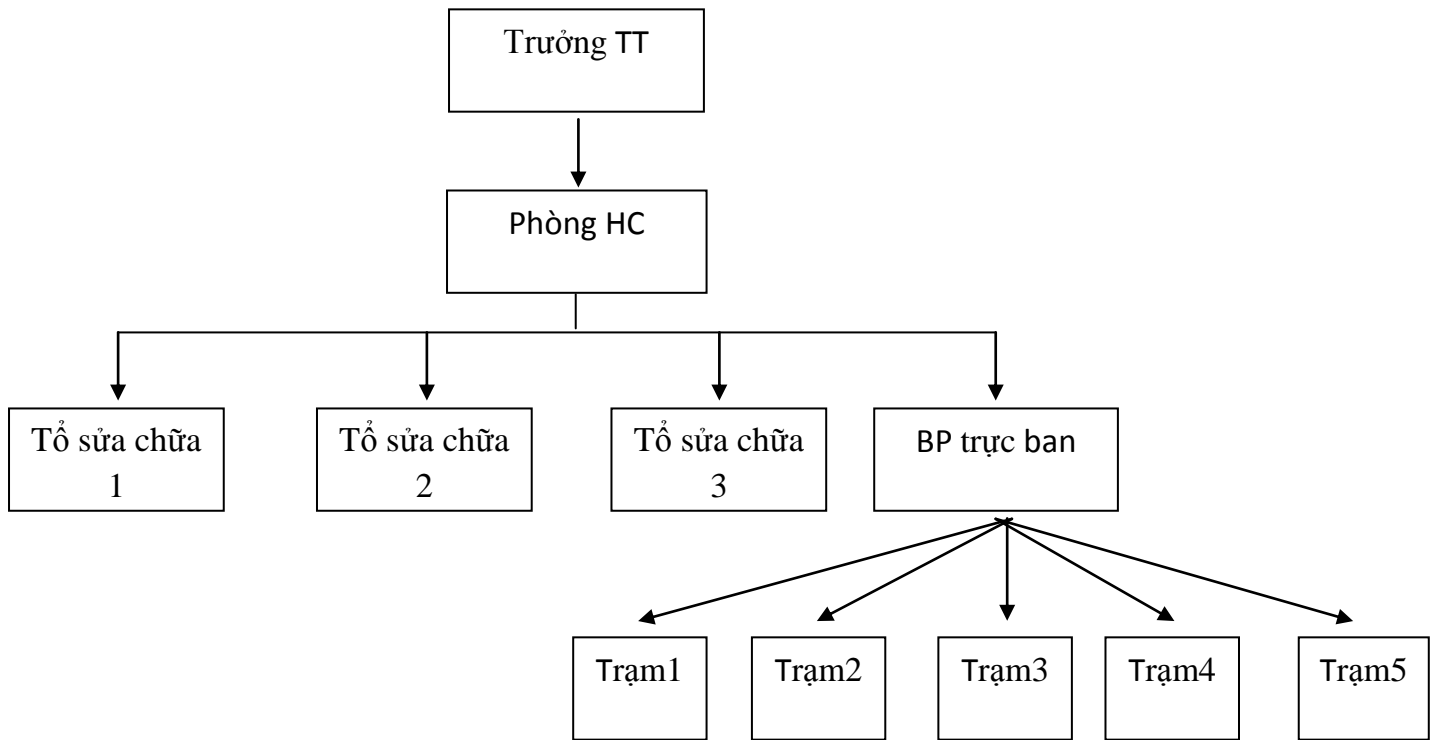 Trưởng TT
Phòng HC
Tổ sửa chữa
1
Tổ sửa chữa
2
Tổ sửa chữa
3
BP trực ban
Trạm1
Trạm2
Trạm3
Trạm4
Trạm5